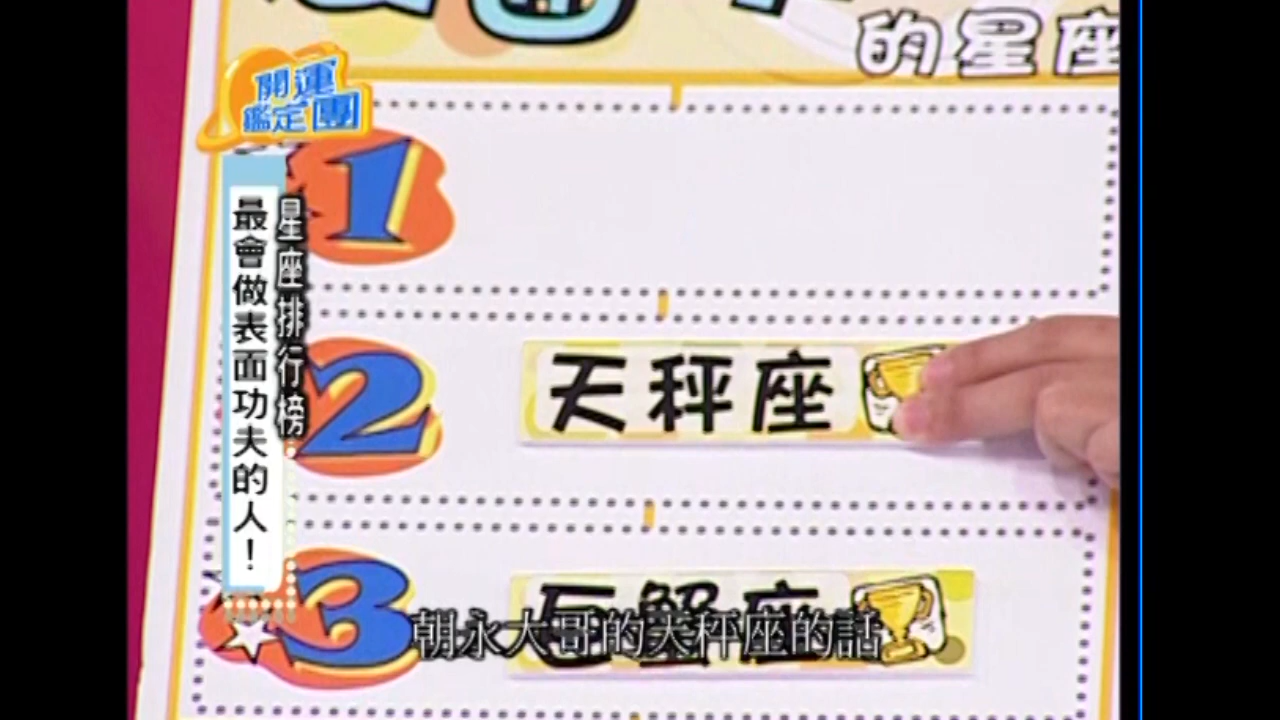 的星座
開運
鑑定團
星座排行榜
最會做表面功夫的人！
1
2
天秤座
3
巨蟹座
朝永大哥的天秤座的話